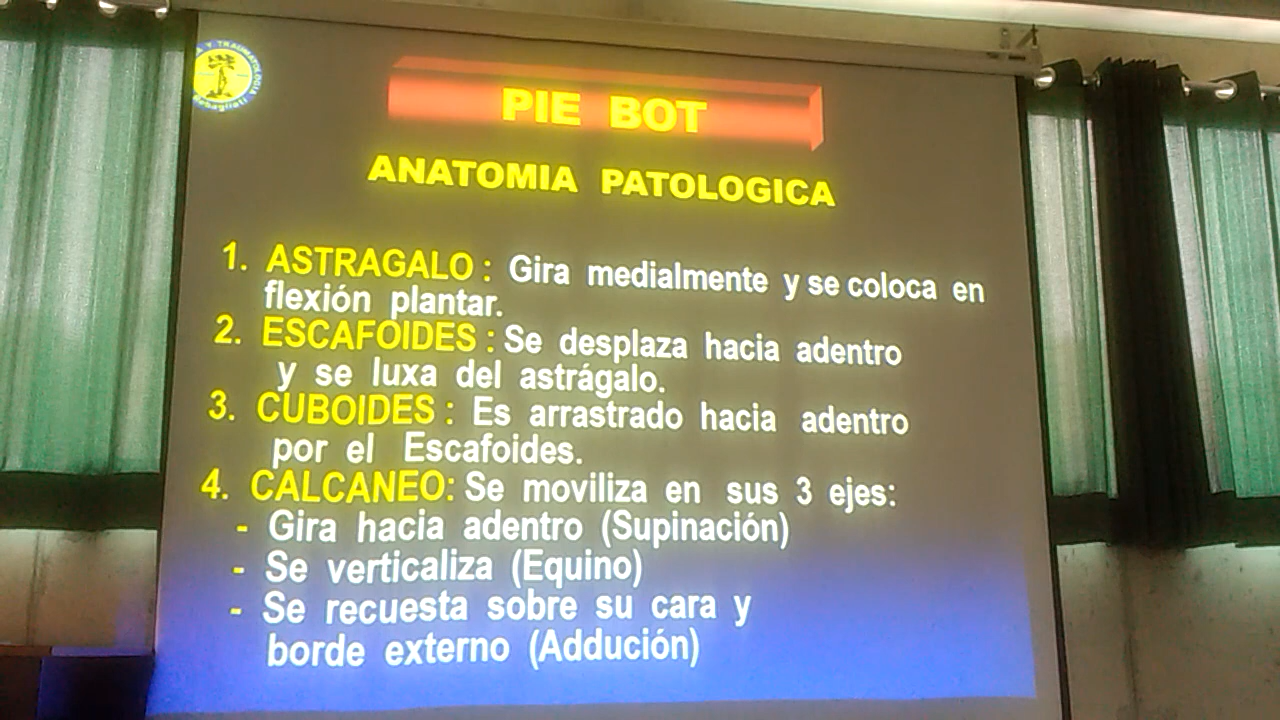 Y TRAUMATOLOGIA
PIE BOT
ANATOMIA PATOLOGICA
1. ASTRAGALO : Gira medialmente y se coloca en
flexión plantar.
2. ESCAFOIDES : Se desplaza hacia adentro
y se luxa del astrágalo.
3. CUBOIDES : Es arrastrado hacia adentro
por el Escafoides.
4. CALCANEO: Se moviliza en sus 3 ejes:
- Gira hacia adentro (Supinación)
- Se verticaliza (Equino)
- Se recuesta sobre su cara y
borde externo (Addución)